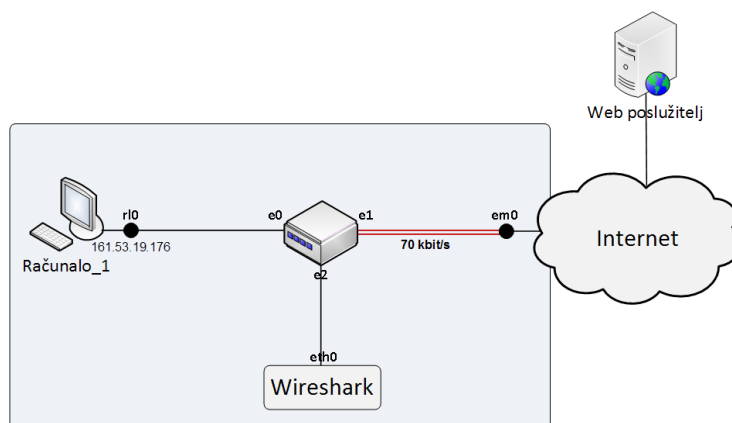 Web poslužitelj
rl0
e0
e1
em0
161.53.19.176
70 kbit/s
Internet
Računalo_1
e2
eth0
Wireshark